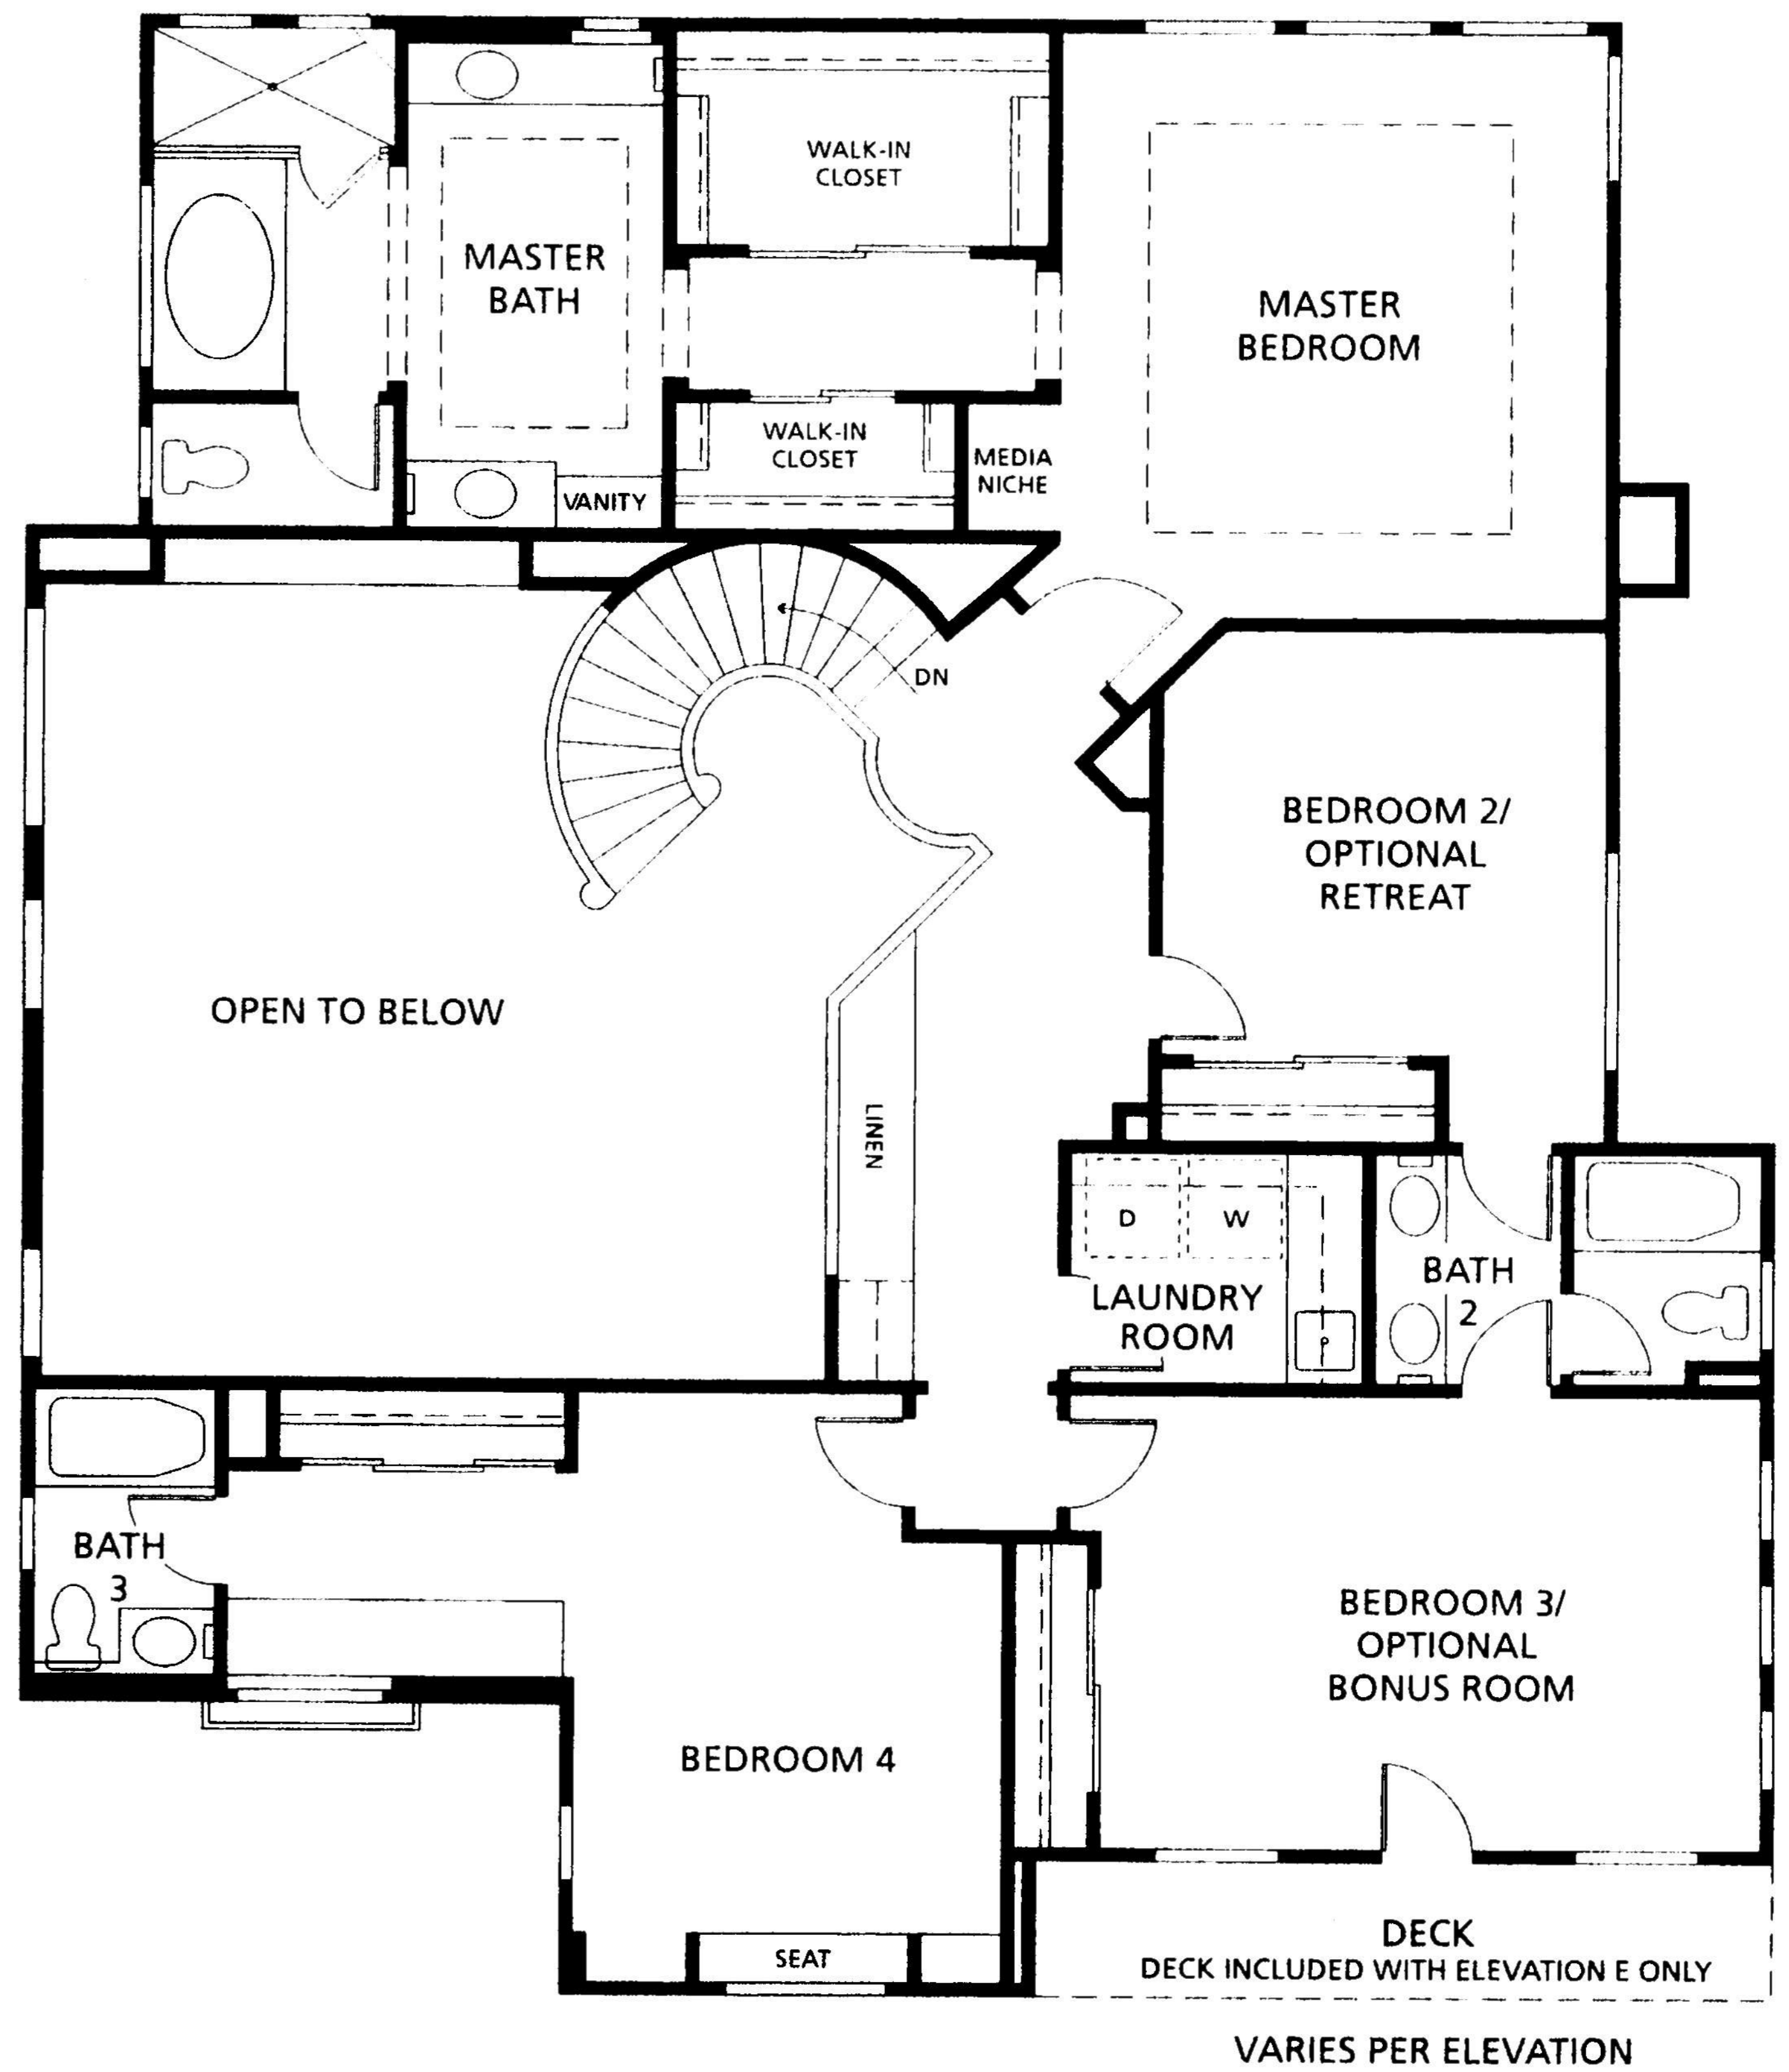 WALK-IN
CLOSET
MASTER
BATH
MASTER
BEDROOM
WALK-IN
CLOSET
MEDIA
NICHE
VANITY
DN
BEDROOM 2/
OPTIONAL
RETREAT
OPEN TO BELOW
LINEN
D
W
LAUNDRY
ROOM
BATH
2
BATH
3
BEDROOM 3/
OPTIONAL
BONUS ROOM
BEDROOM 4
SEAT
DECK
DECK INCLUDED WITH ELEVATION E ONLY
VARIES PER ELEVATION